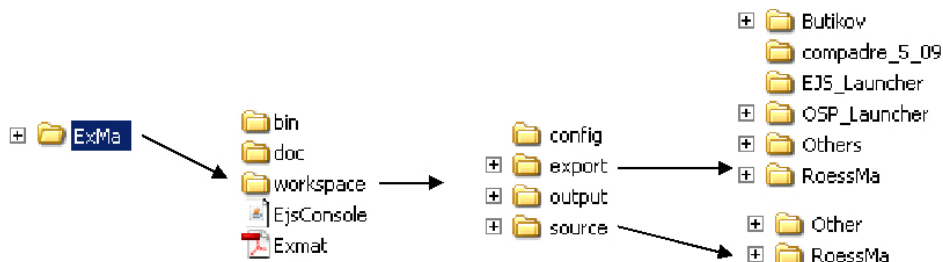 ExMa
bin
doc
workspace
EjsConsole
Exmat
config
export
output
source
Butikov
compadre_5_09
EJS_Launcher
OSP_Launcher
Others
RoessMa
Other
RoessMa